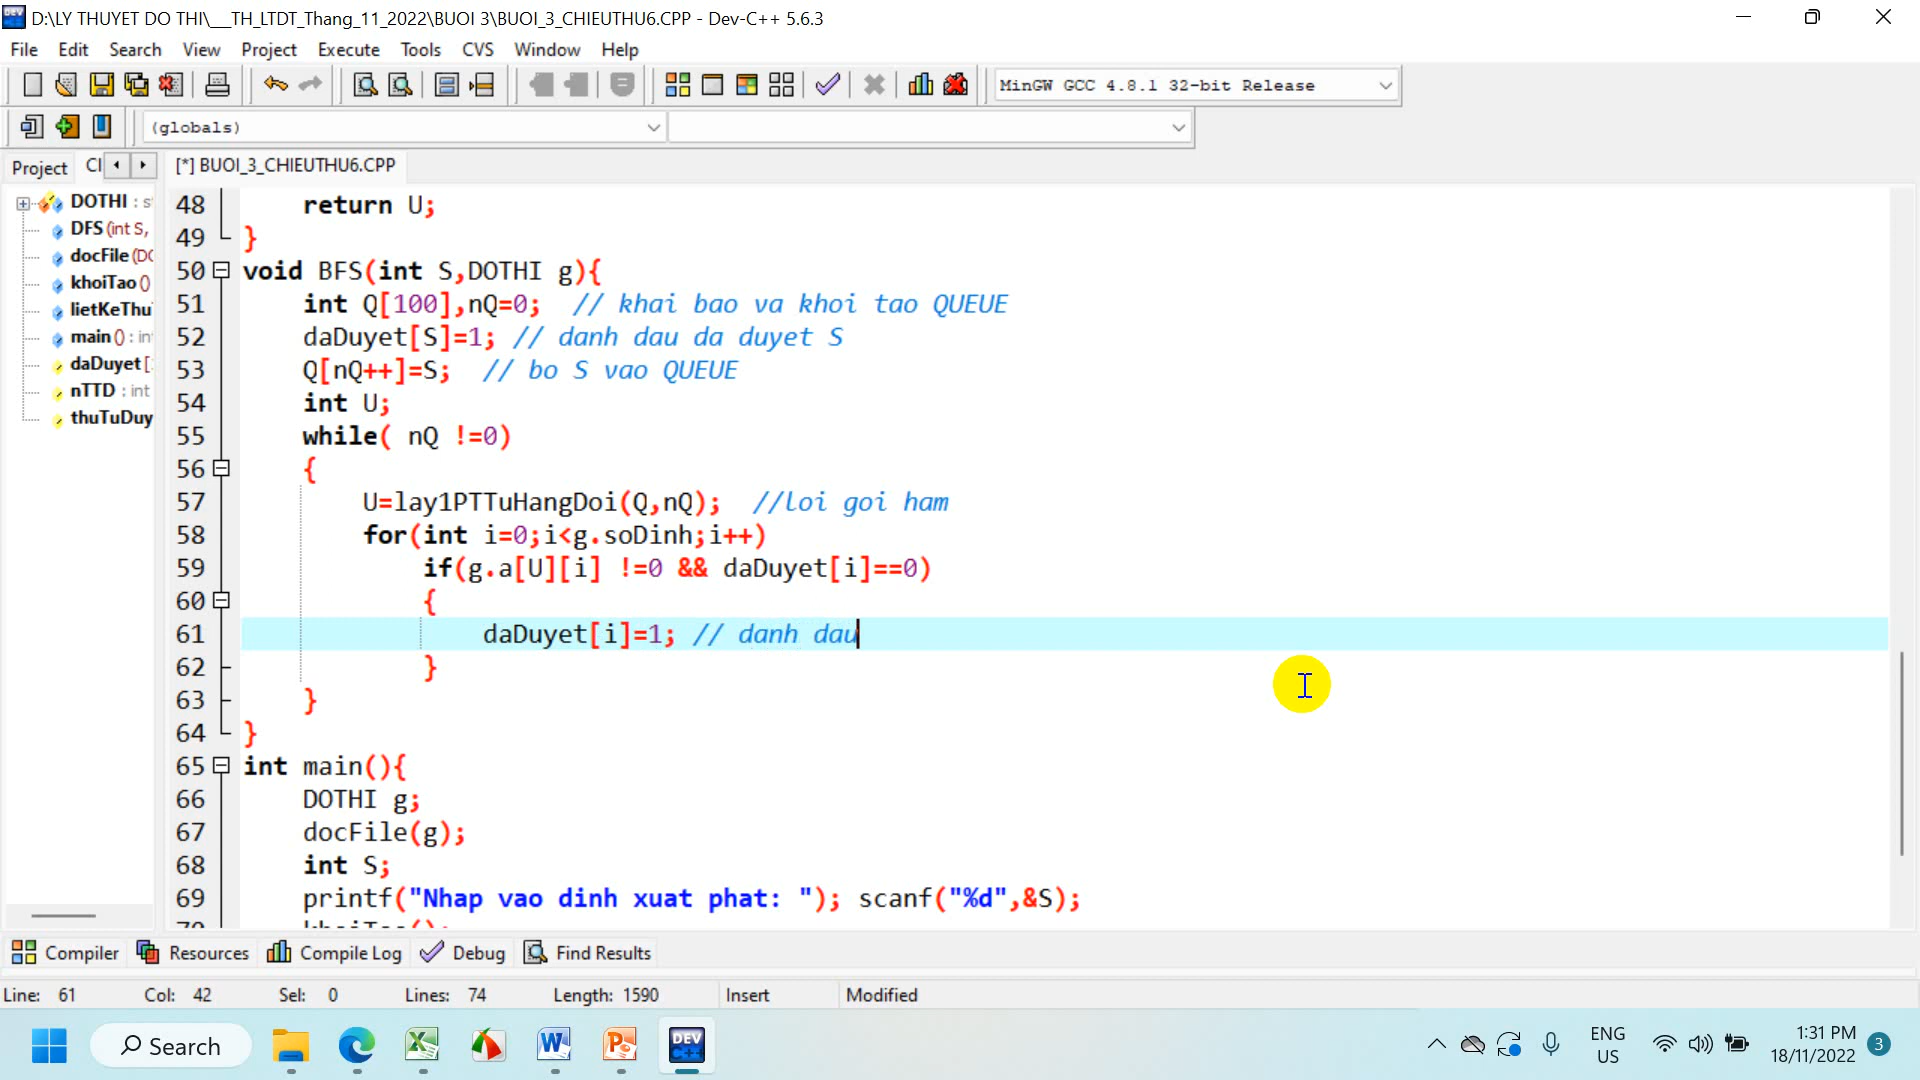 D:\LY THUYET DO THI\__TH_LTDT_Thang_11_2022\BUOI 3\BUOI_3_CHIEUTHU6.CPP - Dev-C++ 5.6.3
File Edit Search View Project Execute Tools CVS Window Help
MinGW GCC 4.8.1 32-bit Release
(globals)
Project Cl [*] BUOI_3_CHIEUTHU6.CPP
DOTHI : s
DFS (int S,
docFile (DO
khoiTao ()
lietKeThu
main () : in
daDuyet [
nTTD : int
thuTuDuy
48 return U;
49 }
50 void BFS(int S,DOTHI g){
51 int Q[100],nQ=0; // khai bao va khoi tao QUEUE
52 daDuyet[S]=1; // danh dau da duyet S
53 Q[nQ++]=S; // bo S vao QUEUE
54 int U;
55 while( nQ !=0)
56 {
57 U=lay1PTTuHangDoi(Q,nQ); //loi goi ham
58 for(int i=0;i<g.soDinh;i++)
59 if(g.a[U][i] !=0 && daDuyet[i]==0)
60 {
61 daDuyet[i]=1; // danh dau
62 }
63 }
64 }
65 int main(){
66 DOTHI g;
67 docFile(g);
68 int S;
69 printf("Nhap vao dinh xuat phat: "); scanf("%d",&S);
Compiler Resources Compile Log Debug Find Results
Line: 61 Col: 42 Sel: 0 Lines: 74 Length: 1590 Insert Modified
Search
ENG
US
1:31 PM
18/11/2022
3